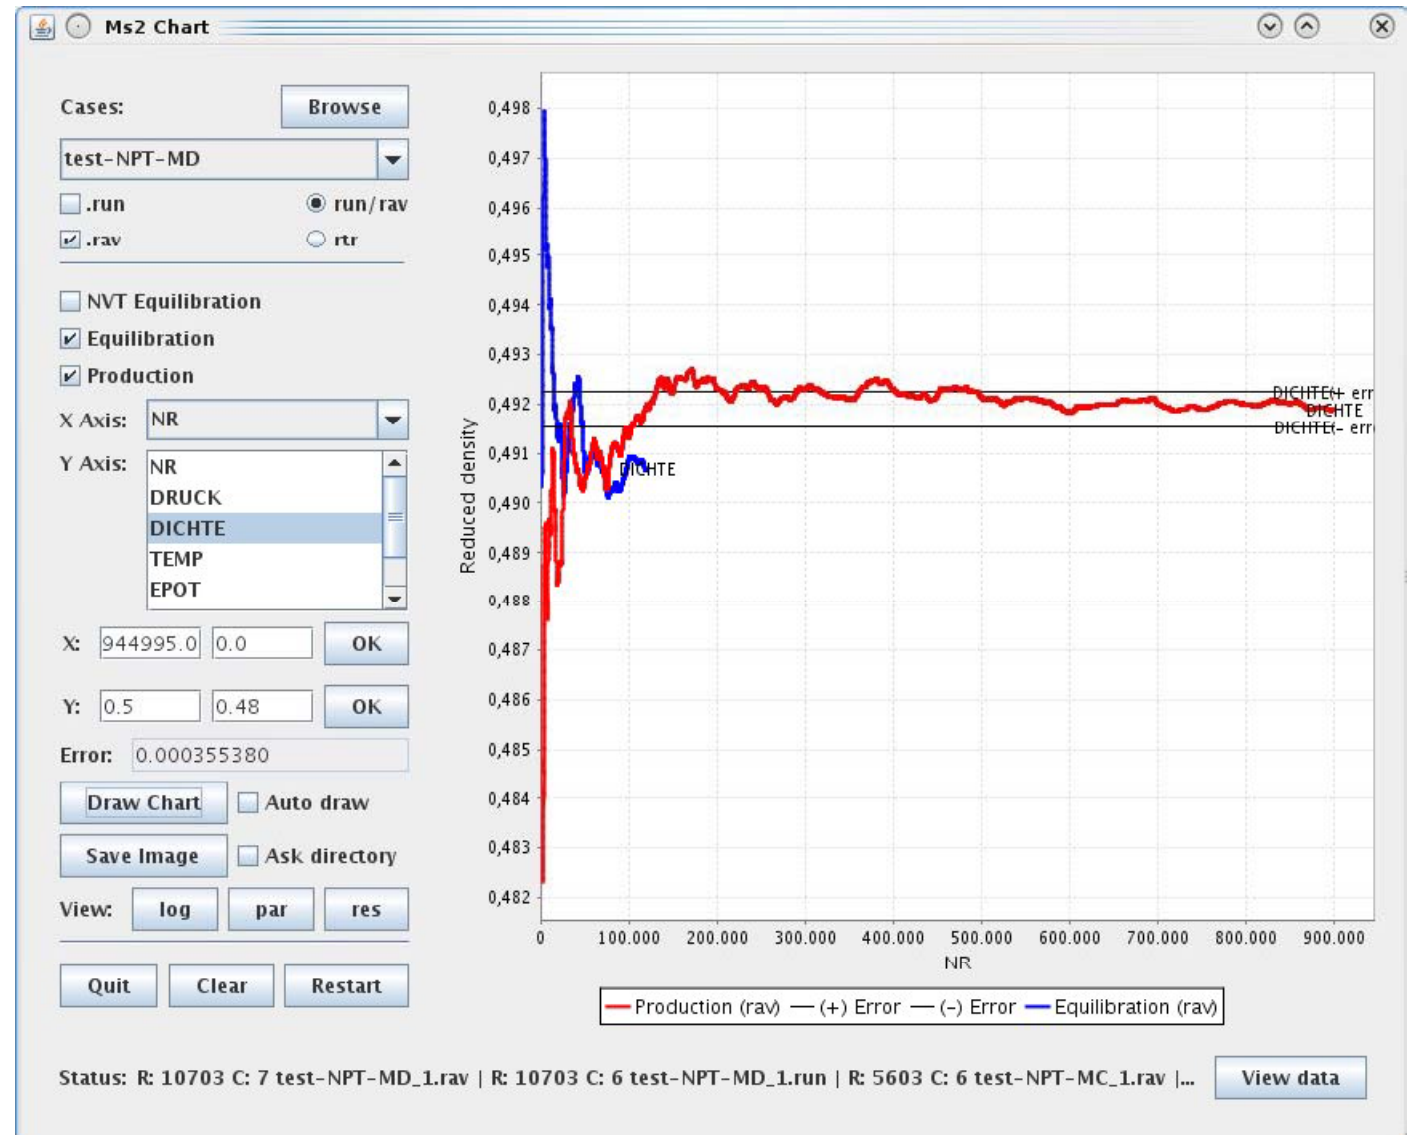 Ms2 Chart
Cases:
Browse
test-NPT-MD
.run
run/rav
.rav
rtr
NVT Equilibration
Equilibration
Production
X Axis:
NR
Y Axis:
NR
DRUCK
DICHTE
TEMP
EPOT
X:
944995.0
0.0
OK
Y:
0.5
0.48
OK
Error:
0.000355380
Draw Chart
Auto draw
Save Image
Ask directory
View:
log
par
res
Quit
Clear
Restart
0,498
0,497
0,496
0,495
0,494
0,493
0,492
0,491
0,490
0,489
0,488
0,487
0,486
0,485
0,484
0,483
0,482
Reduced density
DICHTE(+ err
DICHTE
DICHTE(- err
DICHTE
0
100.000
200.000
300.000
400.000
500.000
600.000
700.000
800.000
900.000
NR
Production (rav)
(+) Error
(-) Error
Equilibration (rav)
Status: R: 10703 C: 7 test-NPT-MD_1.rav | R: 10703 C: 6 test-NPT-MD_1.run | R: 5603 C: 6 test-NPT-MC_1.rav |...
View data